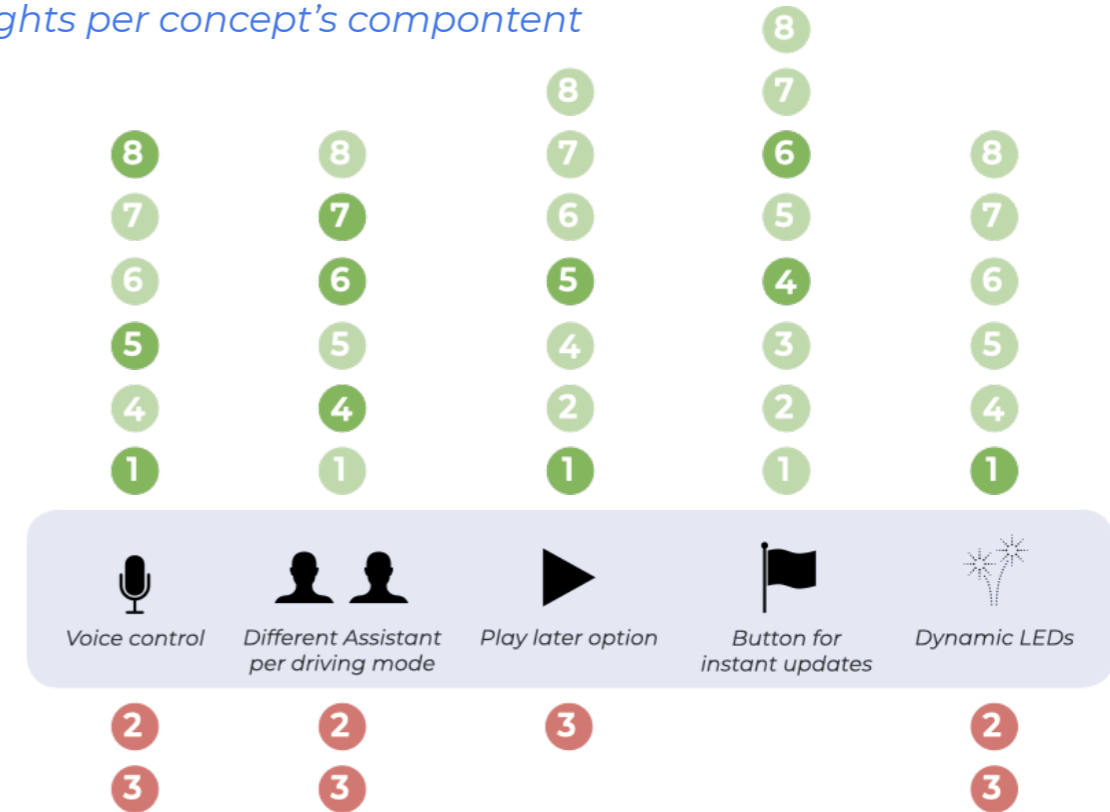 ghts per concept's compontent
8
8 7
8 8 7 6 8
7 7 6 5 7
6 6 5 4 6
5 5 4 3 5
4 4 2 2 4
1 1 1 1 1
Voice control
Different Assistant
per driving mode
Play later option
Button for
instant updates
Dynamic LEDs
2 2 3 2
3 3 3